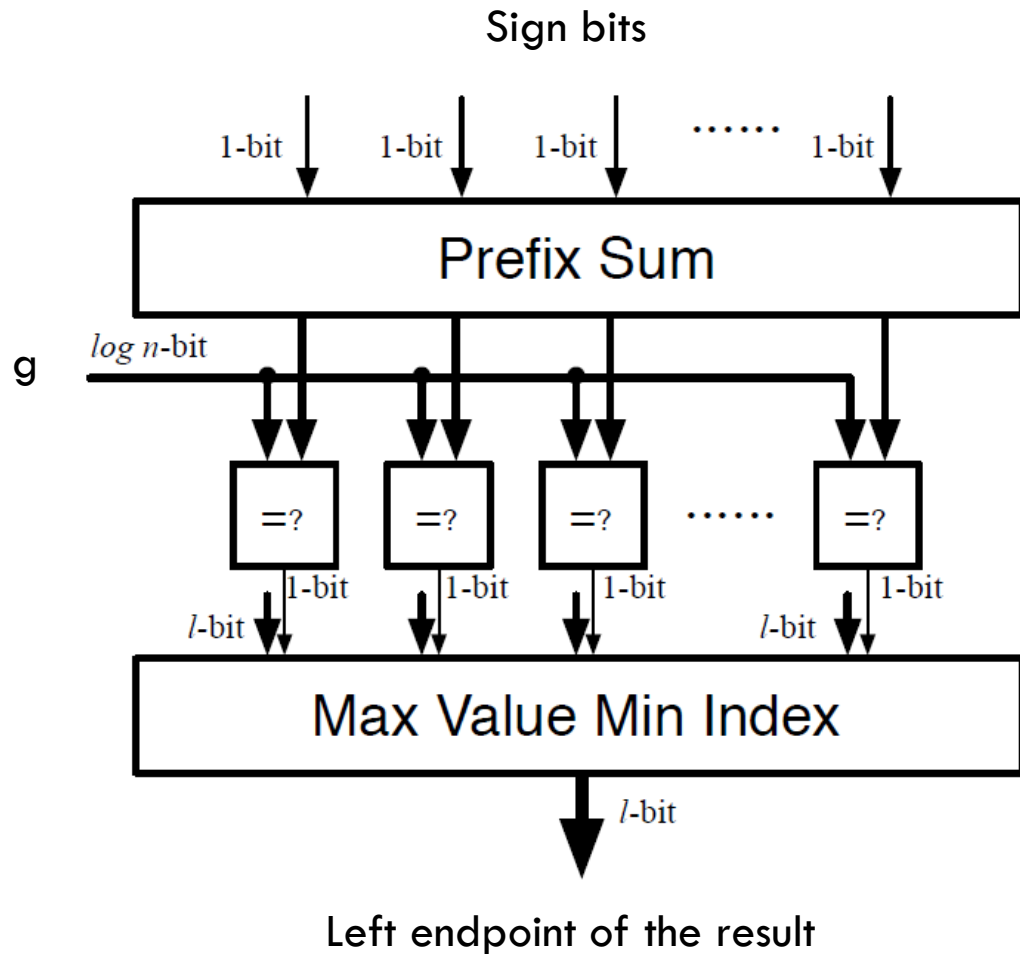 Sign bits
1-bit 1-bit 1-bit ...... 1-bit
Prefix Sum
log n-bit
g
=? =? =? ...... =?
1-bit 1-bit 1-bit 1-bit
l-bit l-bit
Max Value Min Index
l-bit
Left endpoint of the result